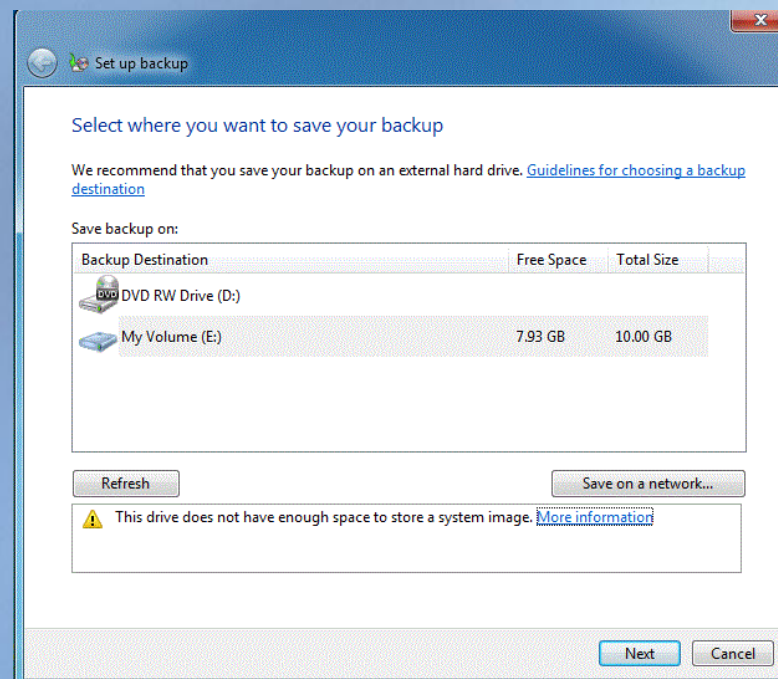 Set up backup
Select where you want to save your backup
We recommend that you save your backup on an external hard drive. Guidelines for choosing a backup
destination
Save backup on:
Backup Destination Free Space Total Size
DVD DVD RW Drive (D:)
My Volume (E:) 7.93 GB 10.00 GB
Refresh Save on a network...
This drive does not have enough space to store a system image. More information
Next Cancel